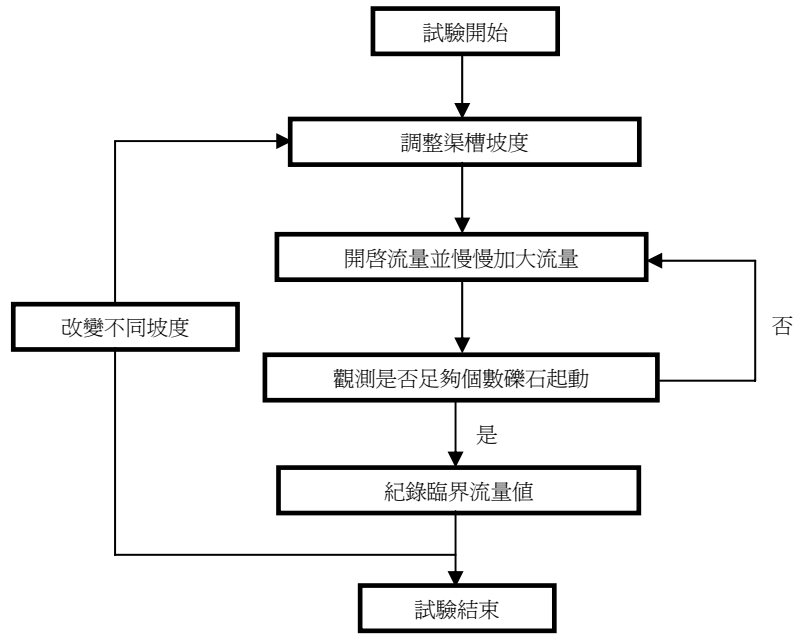 試驗開始
調整渠槽坡度
開啓流量並慢慢加大流量
改變不同坡度
否
觀測是否足夠個數礫石起動
是
紀錄臨界流量值
試驗結束